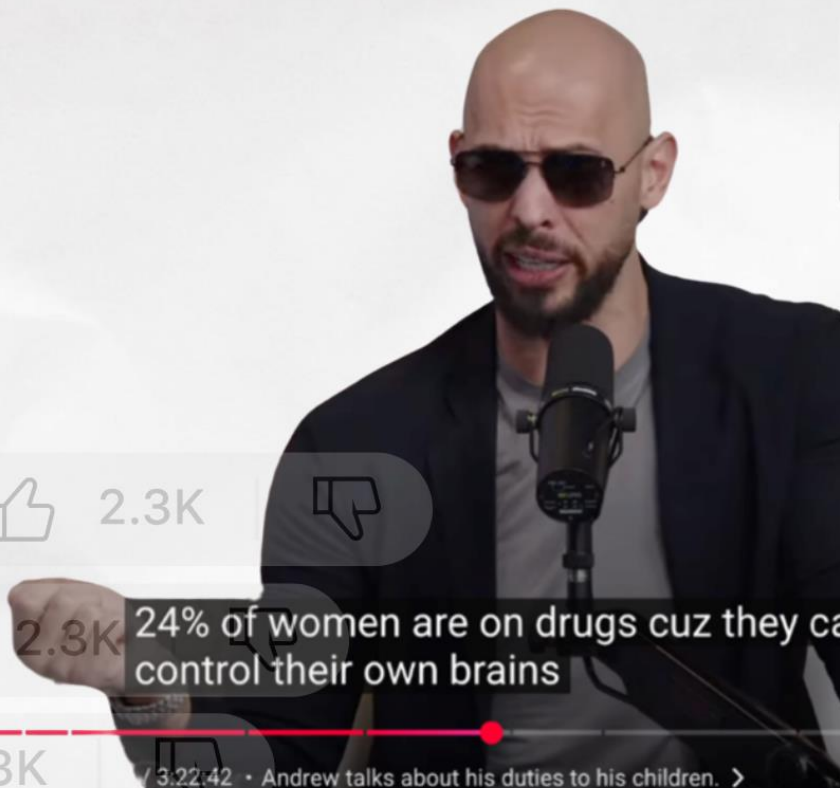 2.3K
2.3K
24% of women are on drugs cuz they ca
control their own brains
3K
/ 3:22:42 • Andrew talks about his duties to his children. >